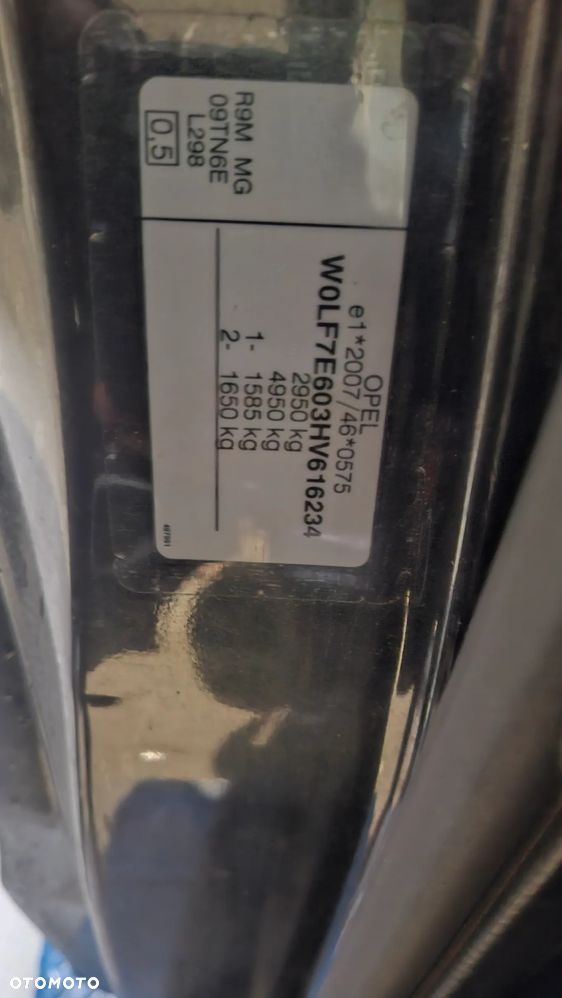 OPEL
e1*2007/46*0575
W0LF7E603HV616234
2950 kg
4950 kg
1- 1585 kg
2- 1650 kg
R9M MG
09TN6E
L298
0,5
OTOMOTO